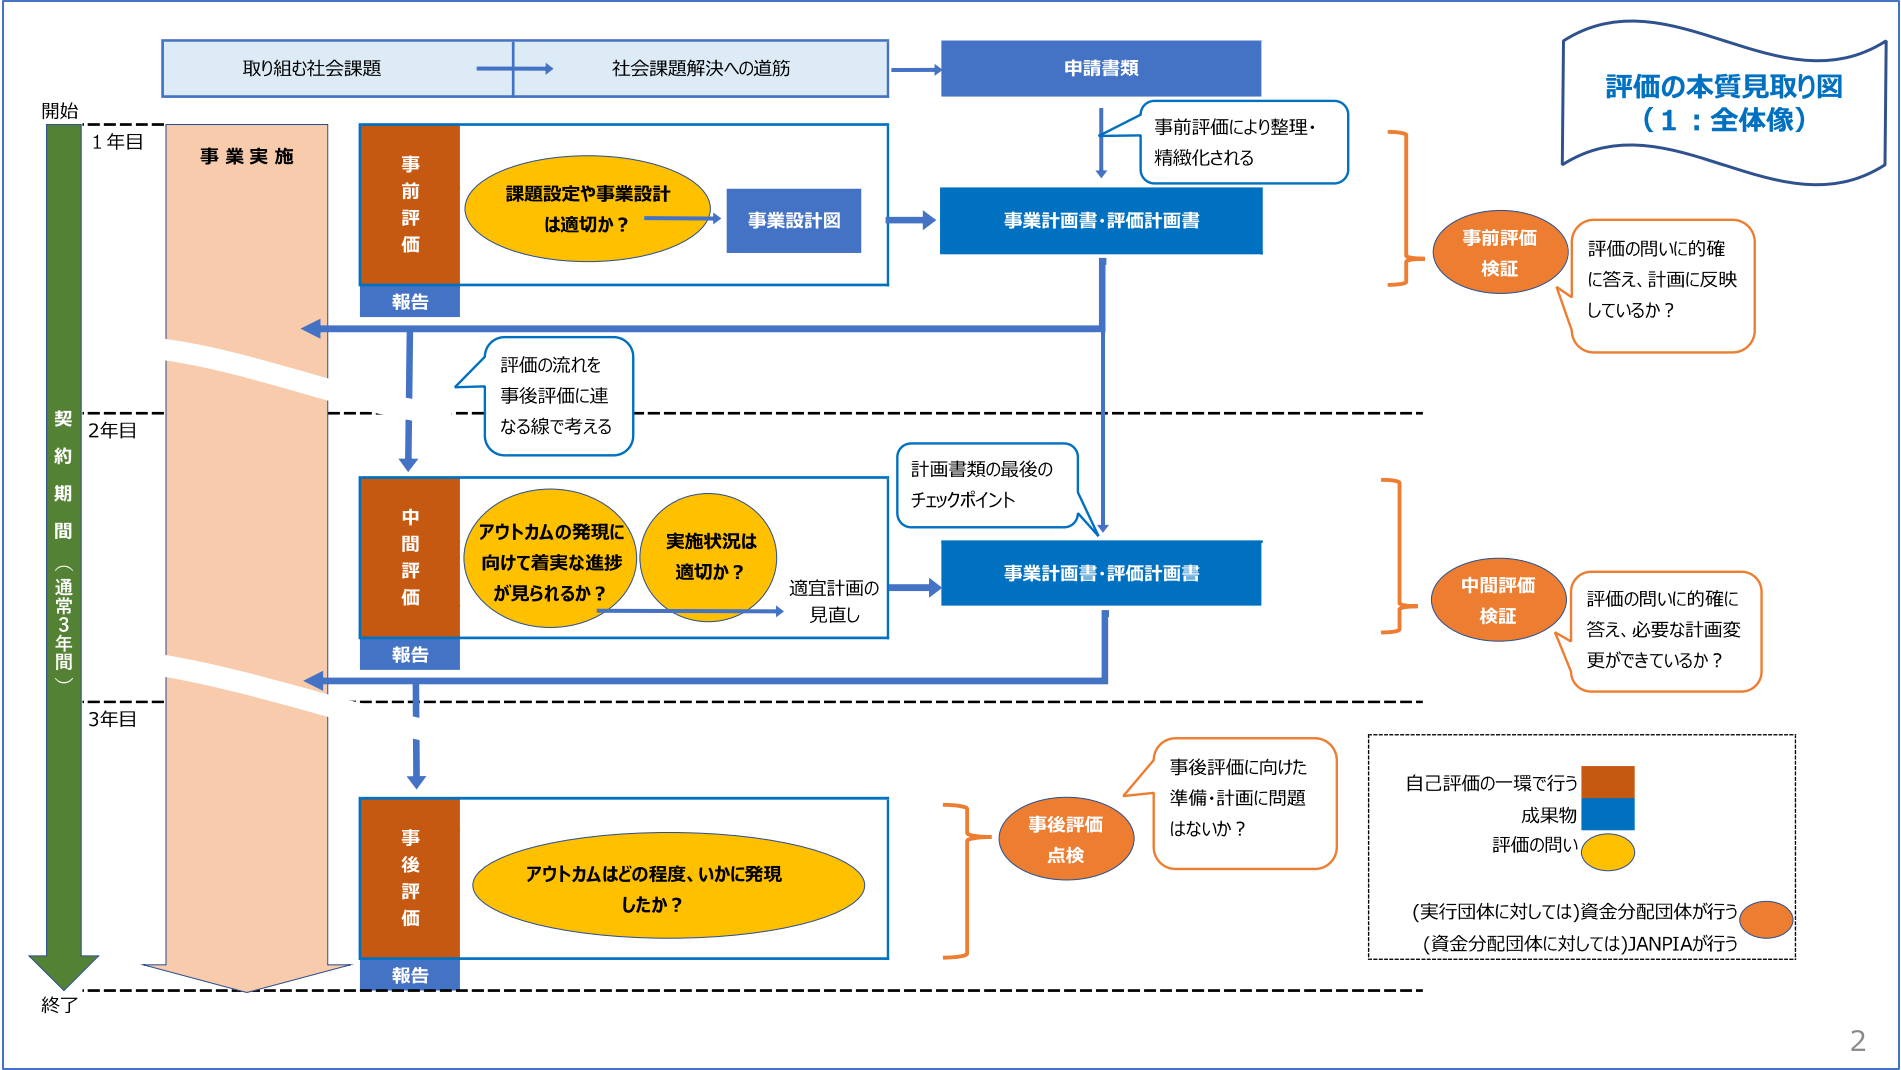 取り組む社会課題
社会課題解決への道筋
申請書類
評価の本質見取り図
（１：全体像）
開始
１年目
事業実施
事前評価
課題設定や事業設計
は適切か？
事業設計図
事前評価により整理・
精緻化される
事業計画書・評価計画書
事前評価
検証
評価の問いに的確
に答え、計画に反映
しているか？
報告
評価の流れを
事後評価に連
なる線で考える
契約期間（通常３年間）
2年目
計画書類の最後の
チェックポイント
中間評価
アウトカムの発現に
向けて着実な進捗
が見られるか？
実施状況は
適切か？
適宜計画の
見直し
事業計画書・評価計画書
中間評価
検証
評価の問いに的確に
答え、必要な計画変
更ができているか？
報告
3年目
事後評価
アウトカムはどの程度、いかに発現
したか？
事後評価
点検
事後評価に向けた
準備・計画に問題
はないか？
報告
終了
自己評価の一環で行う
成果物
評価の問い
(実行団体に対しては)資金分配団体が行う
(資金分配団体に対しては)JANPIAが行う
2